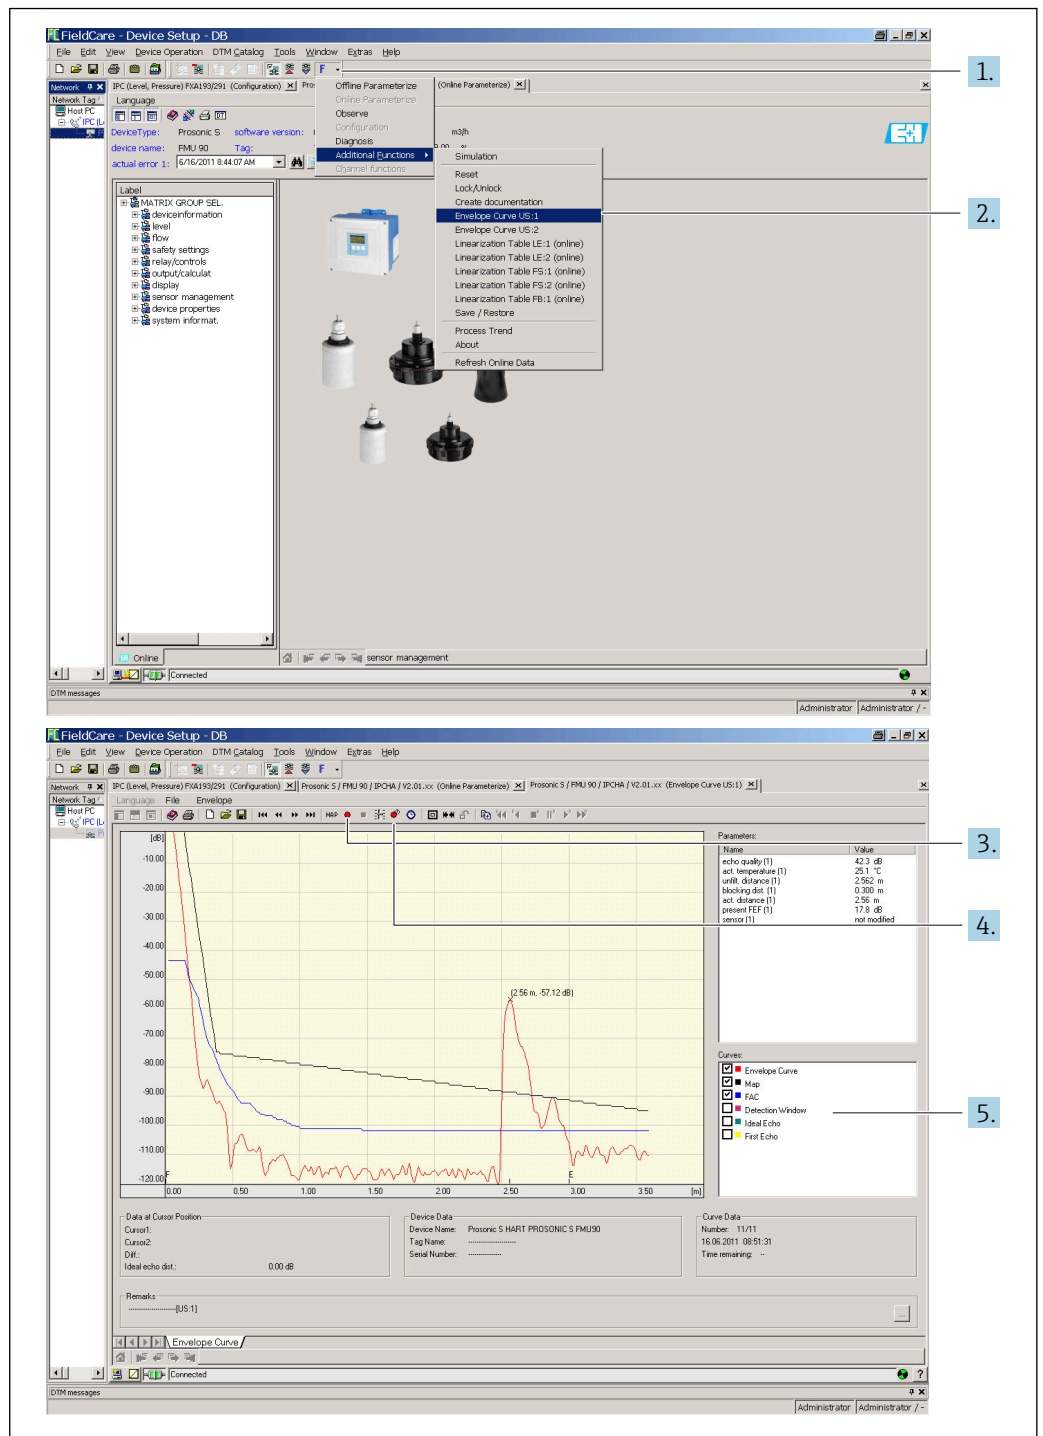 FieldCare - Device Setup - DB
File Edit View Device Operation DTM Catalog Tools Window Extras Help
F
1.
Network
IPC (Level, Pressure) FXA193/291 (Configuration)
(Online Parameterize)
Network Tag
Language
Host PC
IPC (L
DeviceType: Prosonic S software version:
m3/h
device name: FMU 90 Tag:
actual error 1: 6/16/2011 8:44:07 AM
E+H
Offline Parameterize
Online Parameterize
Observe
Configuration
Diagnosis
Additional Functions
Channel functions
Simulation
Reset
Lock/Unlock
Create documentation
Envelope Curve US:1
2.
Envelope Curve US:2
Linearization Table LE:1 (online)
Linearization Table LE:2 (online)
Linearization Table FS:1 (online)
Linearization Table FS:2 (online)
Linearization Table FB:1 (online)
Save / Restore
Process Trend
About
Refresh Online Data
Label
MATRIX GROUP SEL.
deviceinformation
level
flow
safety settings
relay/controls
output/calculat
display
sensor management
device properties
system informat.
Online
sensor management
Connected
DTM messages
Administrator Administrator / -
FieldCare - Device Setup - DB
File Edit View Device Operation DTM Catalog Tools Window Extras Help
F
Network
IPC (Level, Pressure) FXA193/291 (Configuration) Prosonic S / FMU 90 / IPCHA / V2.01.xx (Online Parameterize) Prosonic S / FMU 90 / IPCHA / V2.01.xx (Envelope Curve US:1)
Network Tag
Language File Envelope
Host PC
IPC (L
MAP
3.
4.
[dB]
-10.00
-20.00
-30.00
-40.00
-50.00
-60.00
-70.00
-80.00
-90.00
-100.00
-110.00
-120.00
(2.56 m, -57.12 dB)
F
E
0.00 0.50 1.00 1.50 2.00 2.50 3.00 3.50 [m]
Parameters:
Name Value
echo quality (1) 42.3 dB
act. temperature (1) 25.1 °C
unfilt. distance (1) 2.562 m
blocking dist. (1) 0.300 m
act. distance (1) 2.56 m
present FEF (1) 17.8 dB
sensor (1) not modified
Curves:
Envelope Curve
Map
FAC
Detection Window
Ideal Echo
First Echo
5.
Data at Cursor Position
Cursor1:
Cursor2:
Diff.:
Ideal echo dist.: 0.00 dB
Device Data
Device Name: Prosonic S HART PROSONIC S FMU90
Tag Name: --------------------
Serial Number: --------------
Curve Data
Number: 11/11
16.06.2011 08:51:31
Time remaining: --
Remarks
--------------------[US:1]
...
Envelope Curve
Connected
?
DTM messages
Administrator Administrator / -